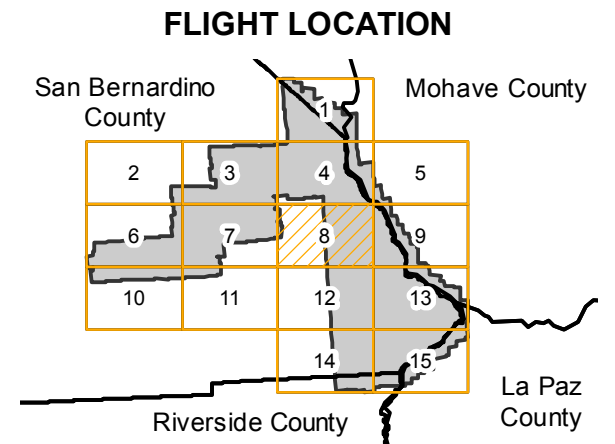 FLIGHT LOCATION
San Bernardino
County
Mohave County
1
2
3
4
5
6
7
8
9
10
11
12
13
14
15
Riverside County
La Paz
County